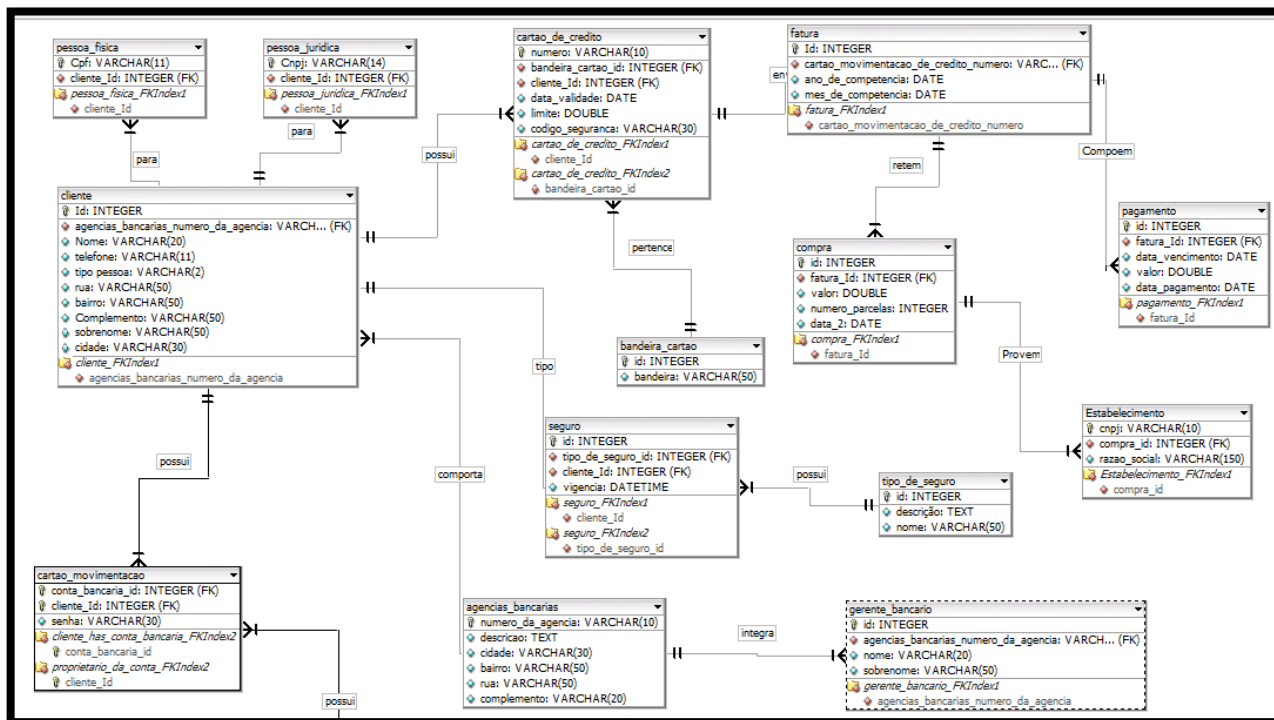 pessoa_fisica
Cpf: VARCHAR(11)
cliente_Id: INTEGER (FK)
pessoa_fisica_FKIndex1
cliente_Id
pessoa_juridica
Cnpj: VARCHAR(14)
cliente_Id: INTEGER (FK)
pessoa_juridica_FKIndex1
cliente_Id
cartao_de_credito
numero: VARCHAR(10)
bandeira_cartao_id: INTEGER (FK)
cliente_Id: INTEGER (FK)
data_validade: DATE
limite: DOUBLE
codigo_seguranca: VARCHAR(30)
cartao_de_credito_FKIndex1
cliente_Id
cartao_de_credito_FKIndex2
bandeira_cartao_id
env
fatura
Id: INTEGER
cartao_movimentacao_de_credito_numero: VARC... (FK)
ano_de_competencia: DATE
mes_de_competencia: DATE
fatura_FKIndex1
cartao_movimentacao_de_credito_numero
para
para
possui
retem
Compoem
cliente
Id: INTEGER
agencias_bancarias_numero_da_agencia: VARCH... (FK)
Nome: VARCHAR(20)
telefone: VARCHAR(11)
tipo pessoa: VARCHAR(2)
rua: VARCHAR(50)
bairro: VARCHAR(50)
Complemento: VARCHAR(50)
sobrenome: VARCHAR(50)
cidade: VARCHAR(30)
cliente_FKIndex1
agencias_bancarias_numero_da_agencia
pertence
compra
id: INTEGER
fatura_Id: INTEGER (FK)
valor: DOUBLE
numero_parcelas: INTEGER
data_2: DATE
compra_FKIndex1
fatura_Id
pagamento
id: INTEGER
fatura_Id: INTEGER (FK)
data_vencimento: DATE
valor: DOUBLE
data_pagamento: DATE
pagamento_FKIndex1
fatura_Id
bandeira_cartao
id: INTEGER
bandeira: VARCHAR(50)
tipo
Provem
seguro
id: INTEGER
tipo_de_seguro_id: INTEGER (FK)
cliente_Id: INTEGER (FK)
vigencia: DATETIME
seguro_FKIndex1
cliente_Id
seguro_FKIndex2
tipo_de_seguro_id
Estabelecimento
cnpj: VARCHAR(10)
compra_id: INTEGER (FK)
razao_social: VARCHAR(150)
Estabelecimento_FKIndex1
compra_id
possui
comporta
possui
tipo_de_seguro
id: INTEGER
descrição: TEXT
nome: VARCHAR(50)
cartao_movimentacao
conta_bancaria_id: INTEGER (FK)
cliente_Id: INTEGER (FK)
senha: VARCHAR(30)
cliente_has_conta_bancaria_FKIndex2
conta_bancaria_id
proprietario_da_conta_FKIndex2
cliente_Id
possui
agencias_bancarias
numero_da_agencia: VARCHAR(10)
descricao: TEXT
cidade: VARCHAR(30)
bairro: VARCHAR(50)
rua: VARCHAR(50)
complemento: VARCHAR(20)
integra
gerente_bancario
id: INTEGER
agencias_bancarias_numero_da_agencia: VARCH... (FK)
nome: VARCHAR(20)
sobrenome: VARCHAR(50)
gerente_bancario_FKIndex1
agencias_bancarias_numero_da_agencia